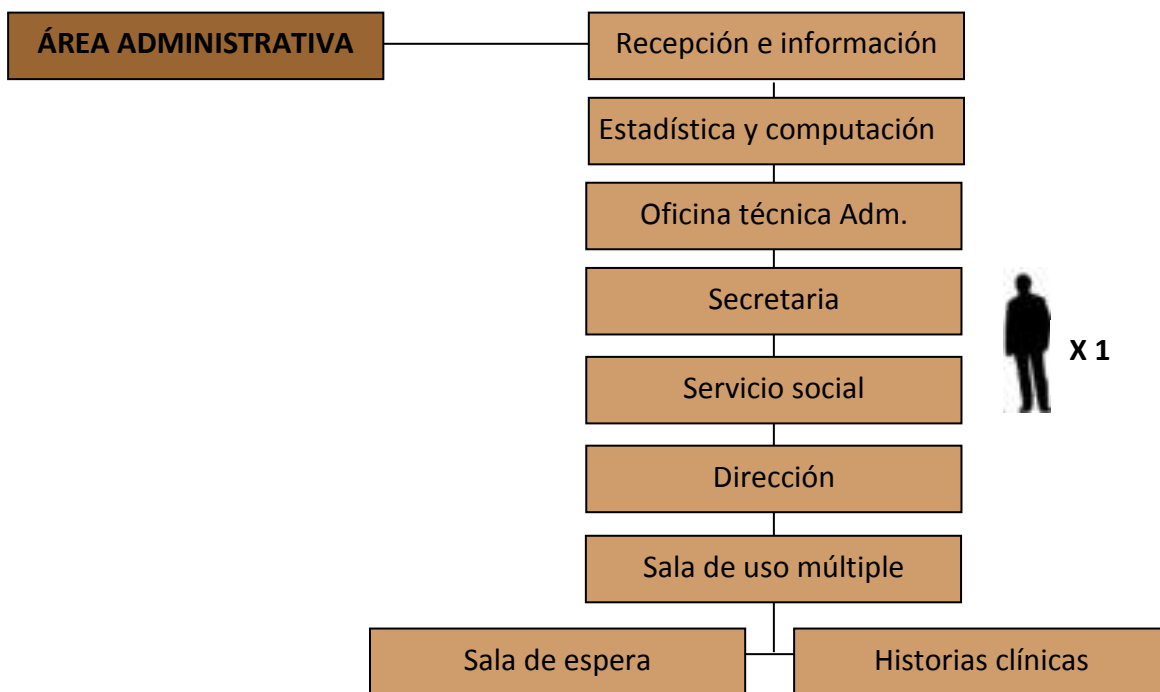 ÁREA ADMINISTRATIVA
Recepción e información
Estadística y computación
Oficina técnica Adm.
Secretaria
X 1
Servicio social
Dirección
Sala de uso múltiple
Sala de espera
Historias clínicas